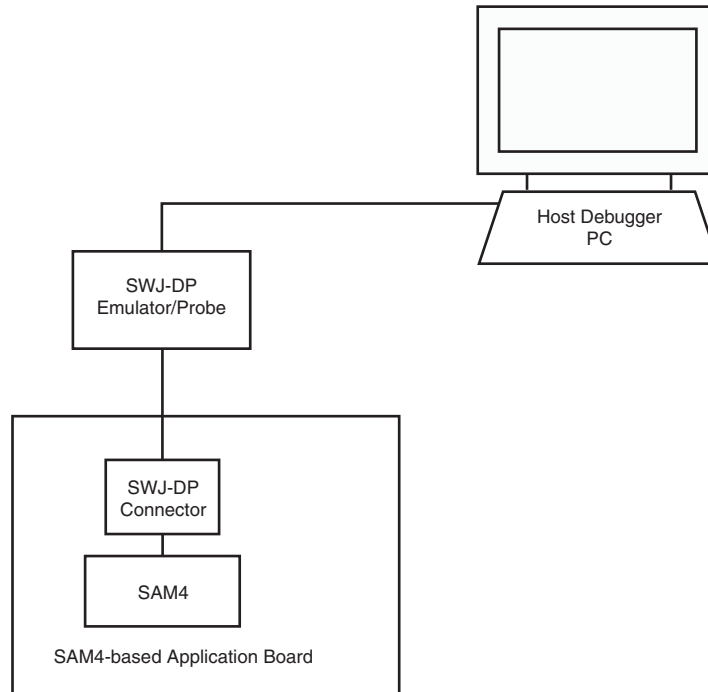 Host Debugger
PC
SWJ-DP
Emulator/Probe
SWJ-DP
Connector
SAM4
SAM4-based Application Board